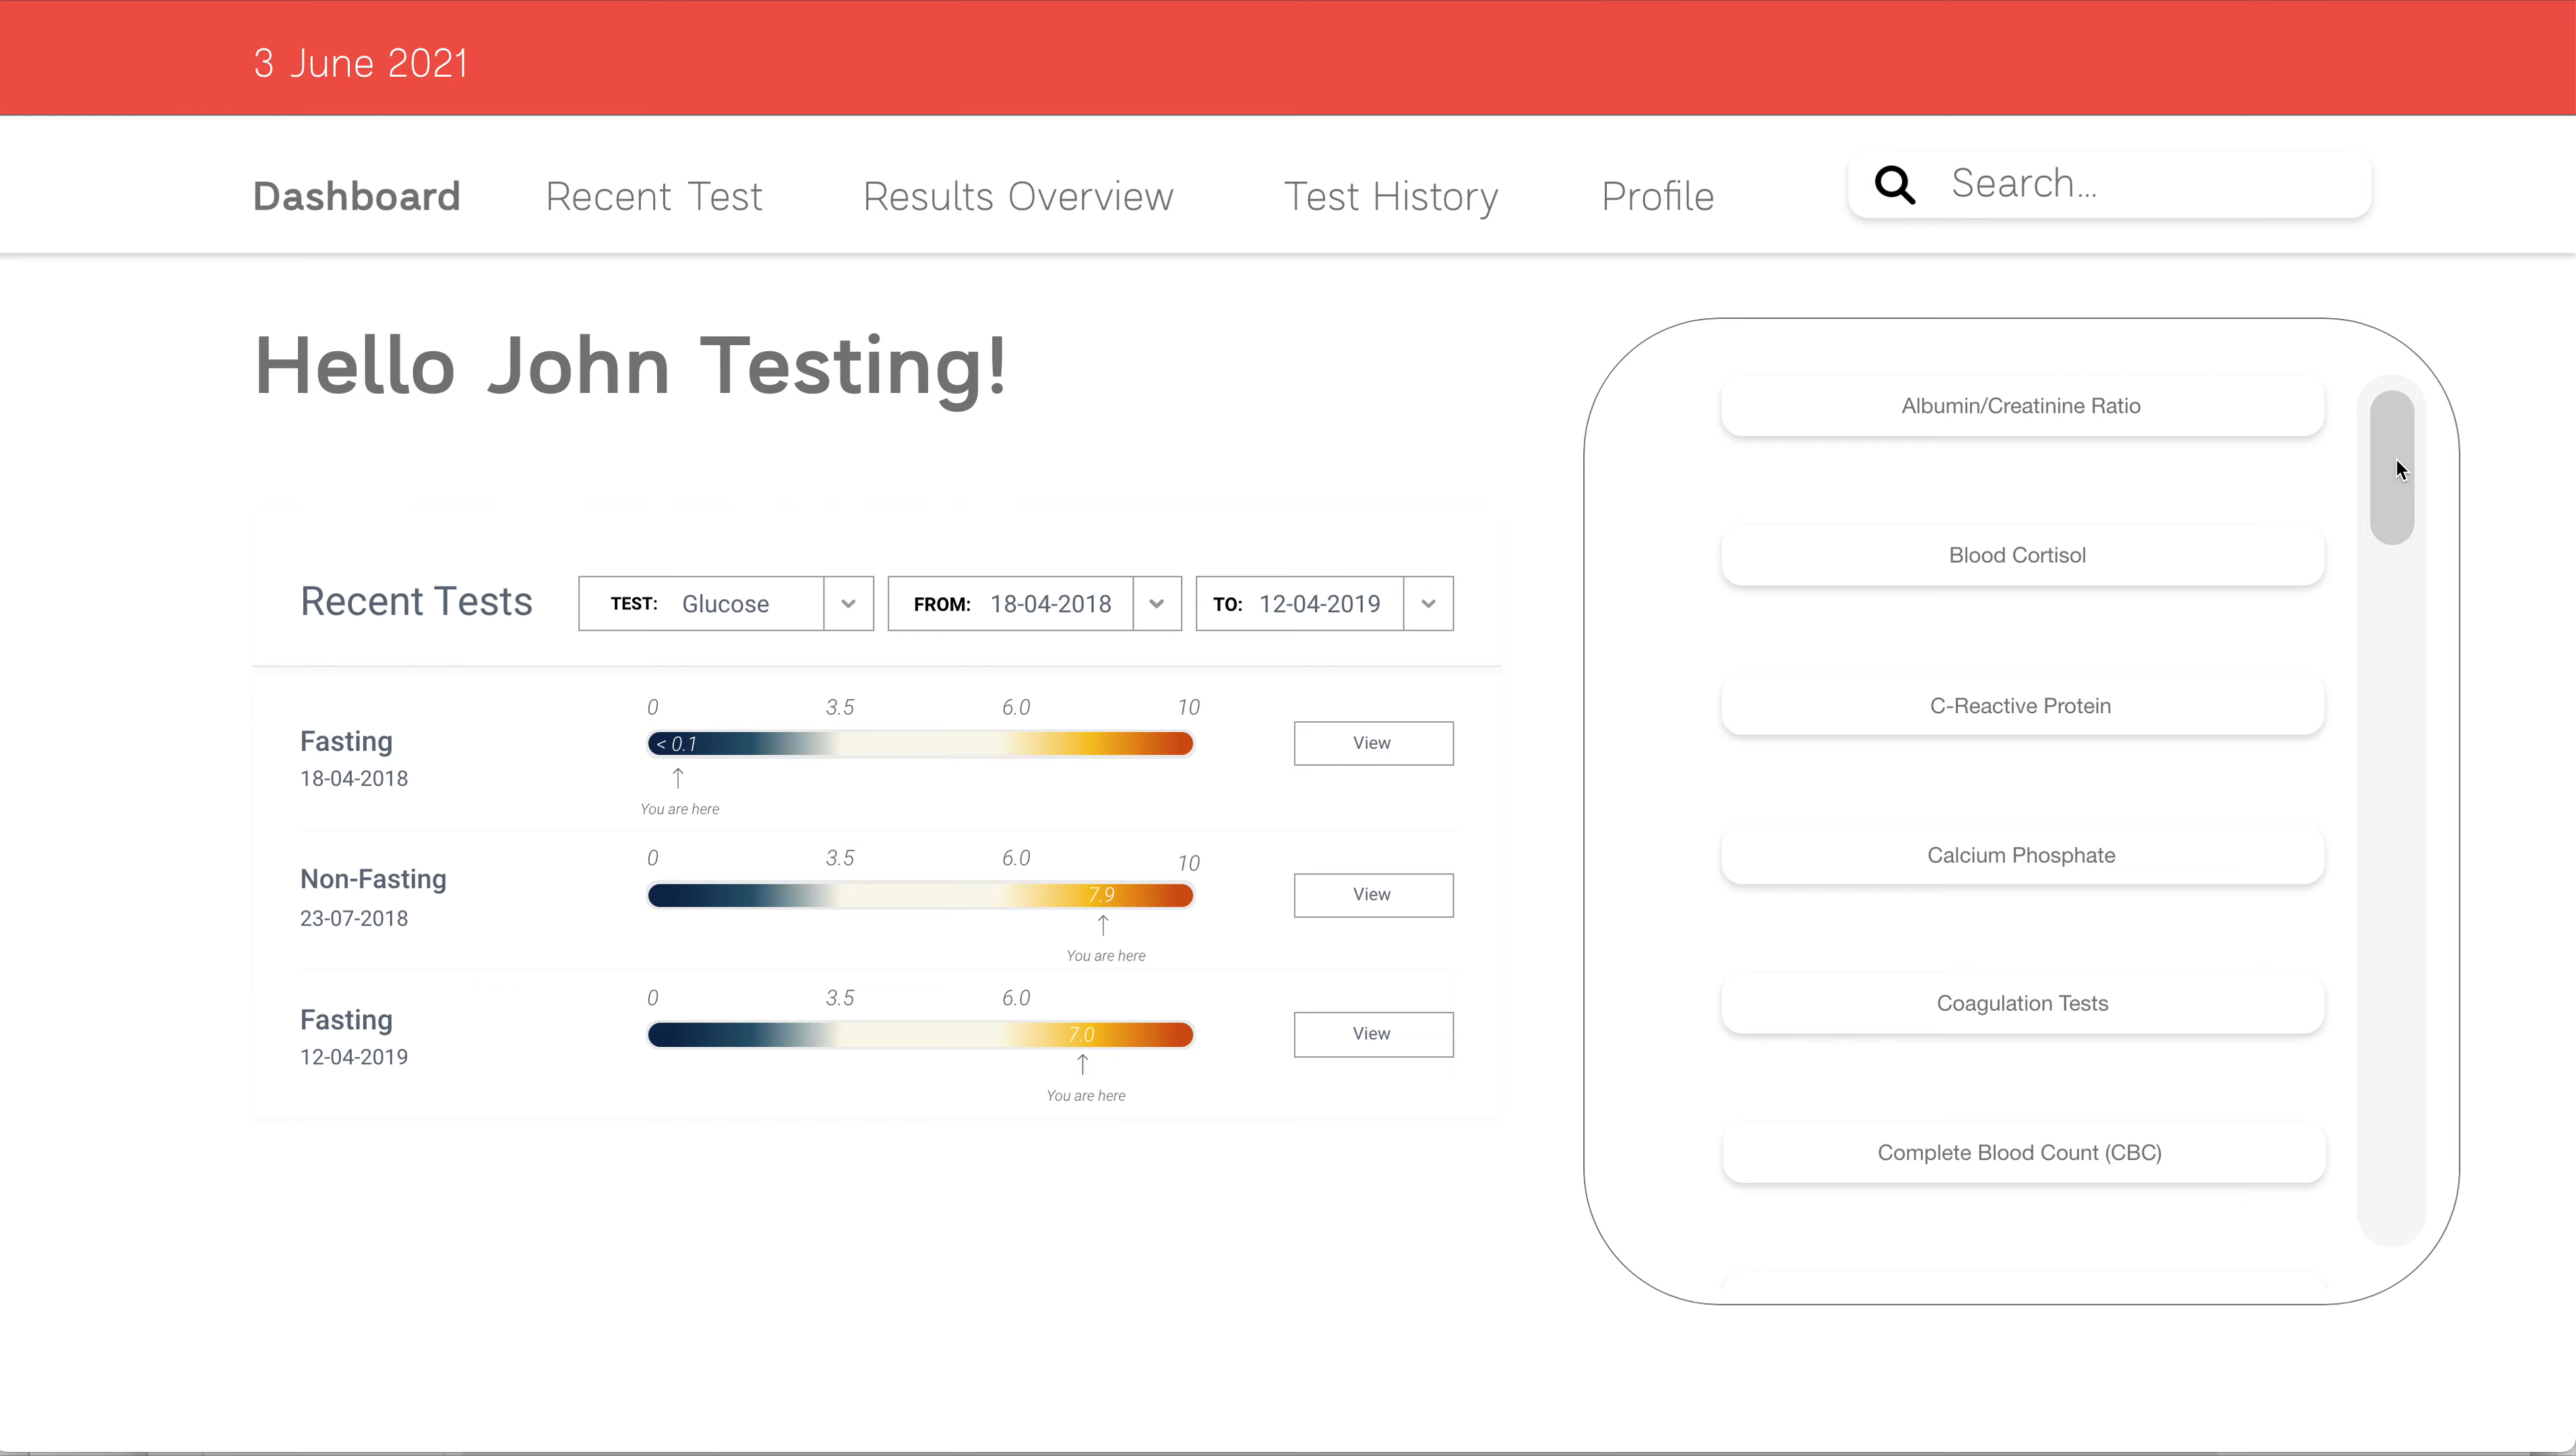 3 June 2021
Dashboard Recent Test Results Overview Test History Profile Search...
Hello John Testing!
Recent Tests TEST: Glucose FROM: 18-04-2018 TO: 12-04-2019
0 3.5 6.0 10
Fasting < 0.1 View
18-04-2018
You are here
0 3.5 6.0 10
Non-Fasting 7.9 View
23-07-2018
You are here
0 3.5 6.0
Fasting 7.0 View
12-04-2019
You are here
Albumin/Creatinine Ratio
Blood Cortisol
C-Reactive Protein
Calcium Phosphate
Coagulation Tests
Complete Blood Count (CBC)